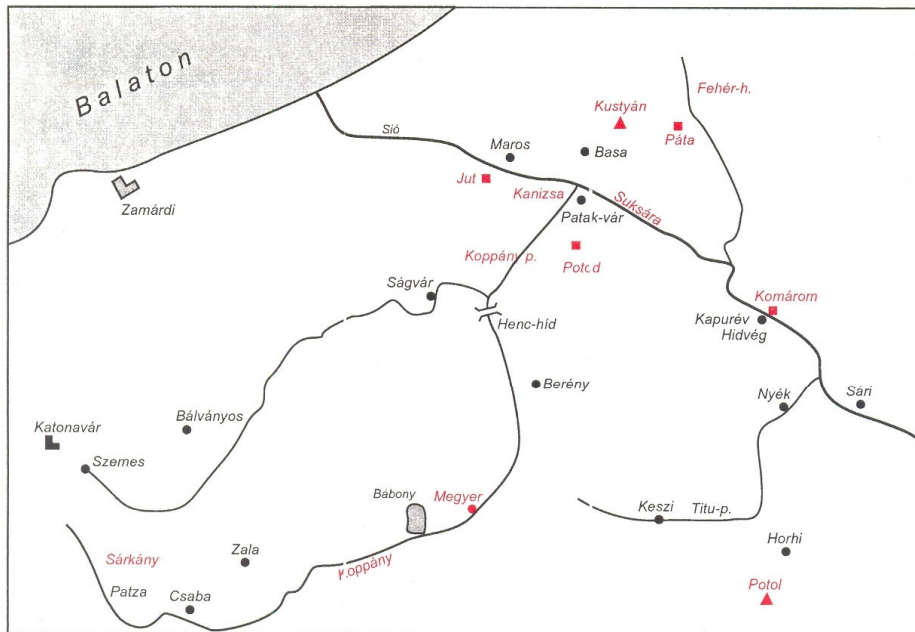 Balaton
Fehér-h.
Kustyán
Sió
Páta
Maros
Basa
Jut
Kanizsa
Suksára
Zamárdi
Patak-vár
Koppány p.
Potod
Ságvár
Komárom
Henc-híd
Kapurév
Hidvég
Berény
Nyék
Sári
Bálványos
Katonavár
Szemes
Bábony
Megyer
Keszi
Titu-p.
Zala
Horhi
Sárkány
Koppány
Patza
Csaba
Potol